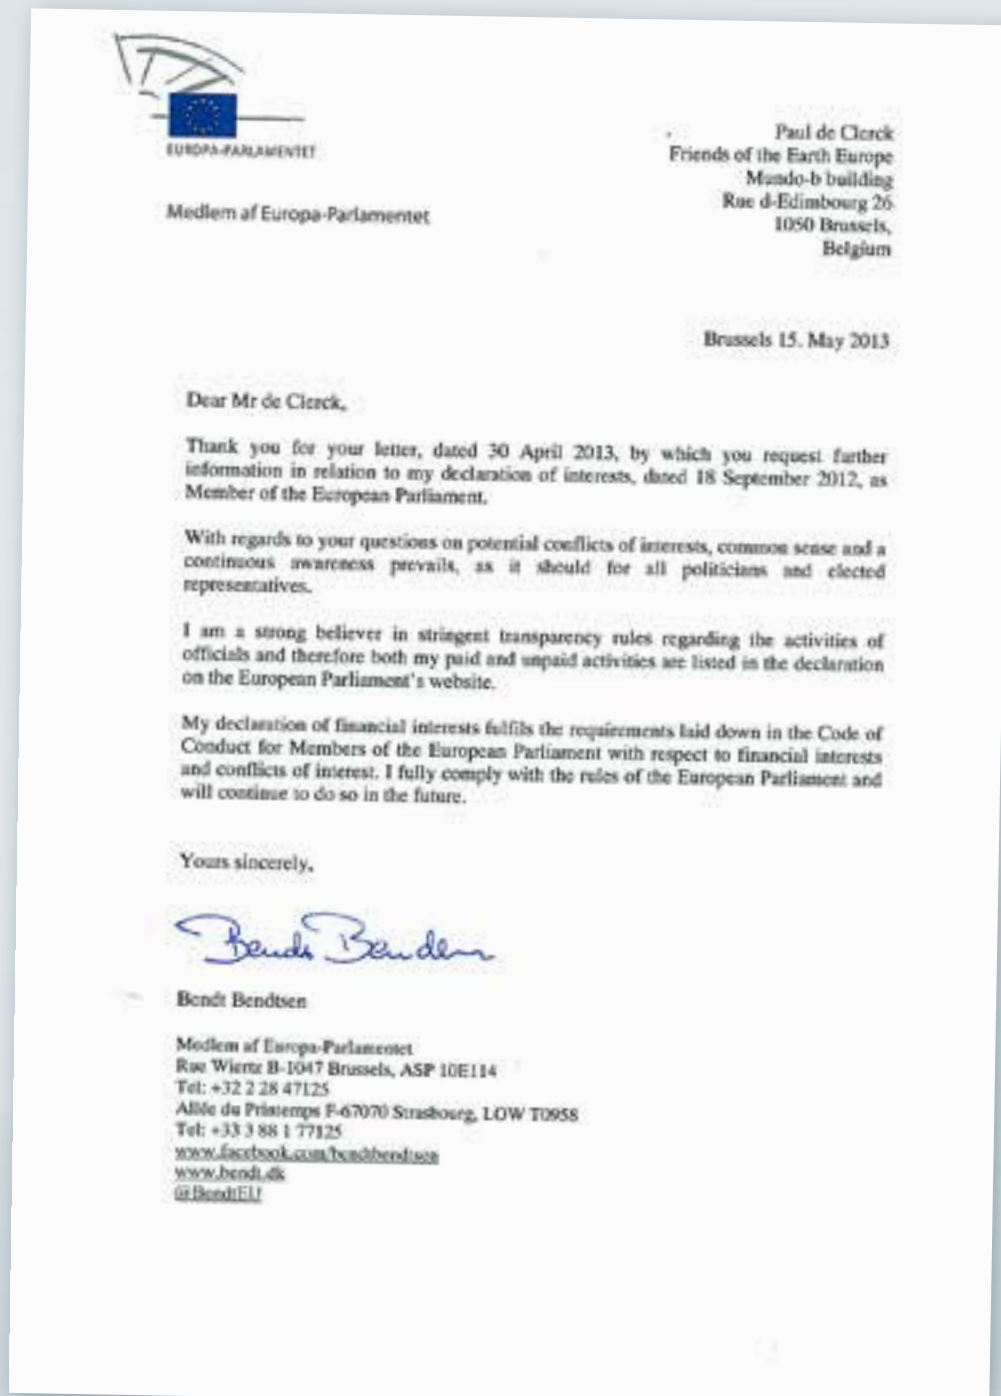 EUROPA-PARLAMENTET
Medlem af Europa-Parlamentet
Paul de Clerck
Friends of the Earth Europe
Mundo-b building
Rue d-Edimbourg 26
1050 Brussels,
Belgium
Brussels 15. May 2013
Dear Mr de Clerck,
Thank you for your letter, dated 30 April 2013, by which you request further
information in relation to my declaration of interests, dated 18 September 2012, as
Member of the European Parliament.
With regards to your questions on potential conflicts of interests, common sense and a
continuous awareness prevails, as it should for all politicians and elected
representatives.
I am a strong believer in stringent transparency rules regarding the activities of
officials and therefore both my paid and unpaid activities are listed in the declaration
on the European Parliament's website.
My declaration of financial interests fulfils the requirements laid down in the Code of
Conduct for Members of the European Parliament with respect to financial interests
and conflicts of interest. I fully comply with the rules of the European Parliament and
will continue to do so in the future.
Yours sincerely,
Bendt Bendtsen
Bendt Bendtsen
Medlem af Europa-Parlamentet
Rue Wiertz B-1047 Brussels, ASP 10E114
Tel: +32 2 28 47125
Allée du Printemps F-67070 Strasbourg, LOW T0958
Tel: +33 3 88 1 77125
www.facebook.com/bendtbendtsen
www.bendt.dk
@BendtEU